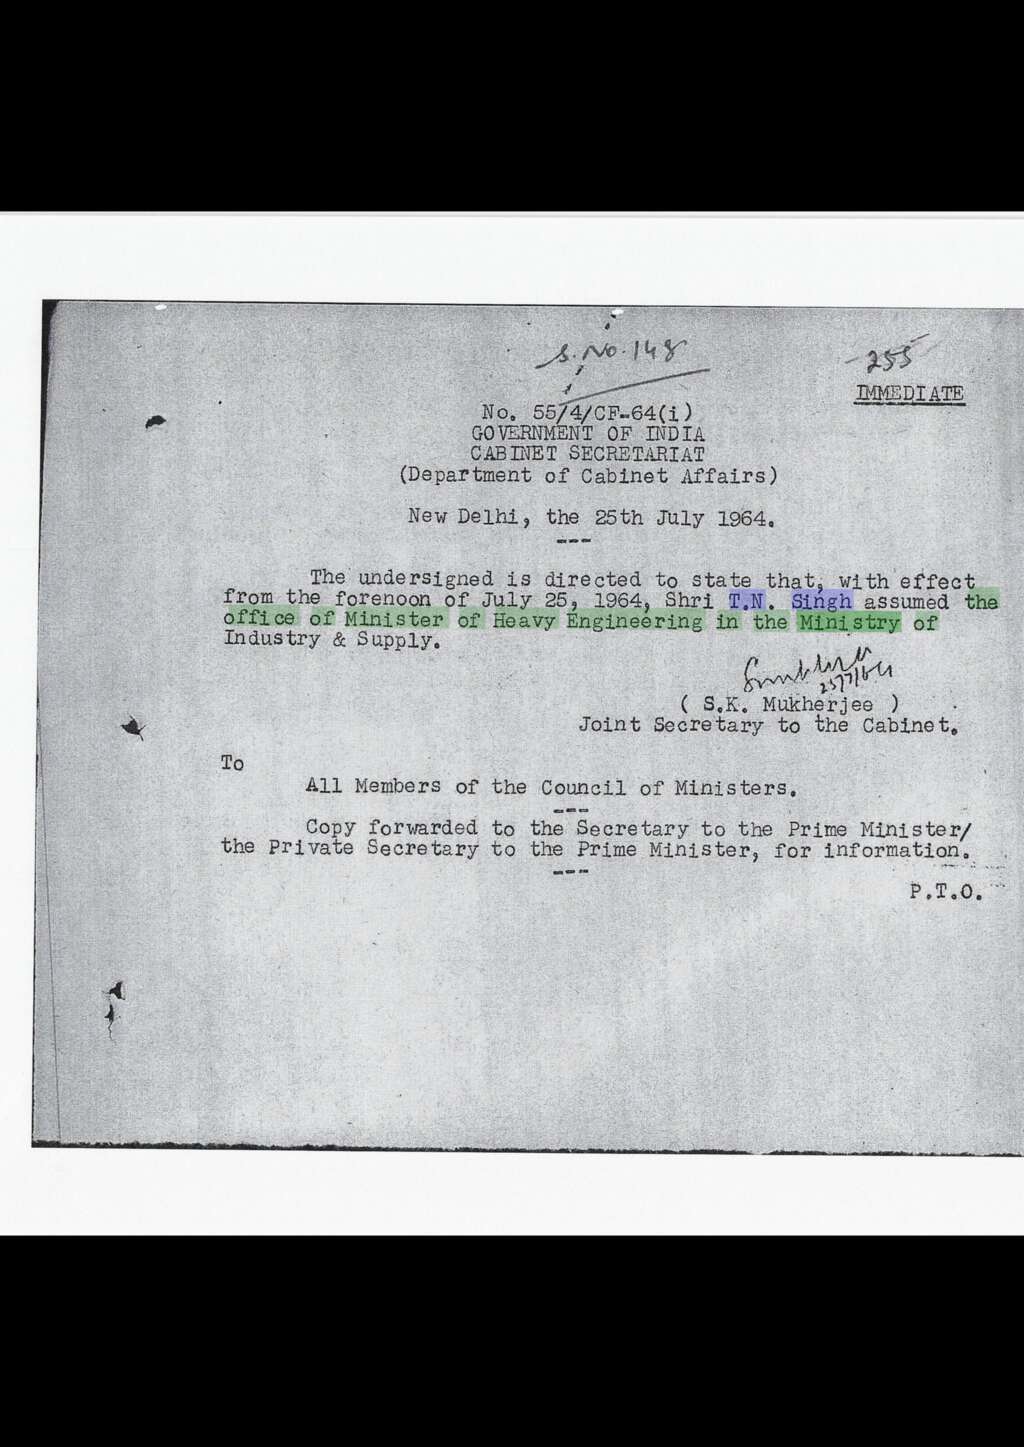 S.No.148
255
IMMEDIATE
No. 55/4/CF-64(i)
GOVERNMENT OF INDIA
CABINET SECRETARIAT
(Department of Cabinet Affairs)
New Delhi, the 25th July 1964.
---
The undersigned is directed to state that, with effect
from the forenoon of July 25, 1964, Shri T.N. Singh assumed the
office of Minister of Heavy Engineering in the Ministry of
Industry & Supply.
25/7/64
( S.K. Mukherjee )
Joint Secretary to the Cabinet.
To
All Members of the Council of Ministers.
---
Copy forwarded to the Secretary to the Prime Minister/
the Private Secretary to the Prime Minister, for information.
---
P.T.O.